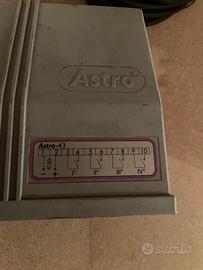 Astro
Astro-43
1 2 3 4 5 6 7 8 9 10
- + I° II° III° IV°
subito